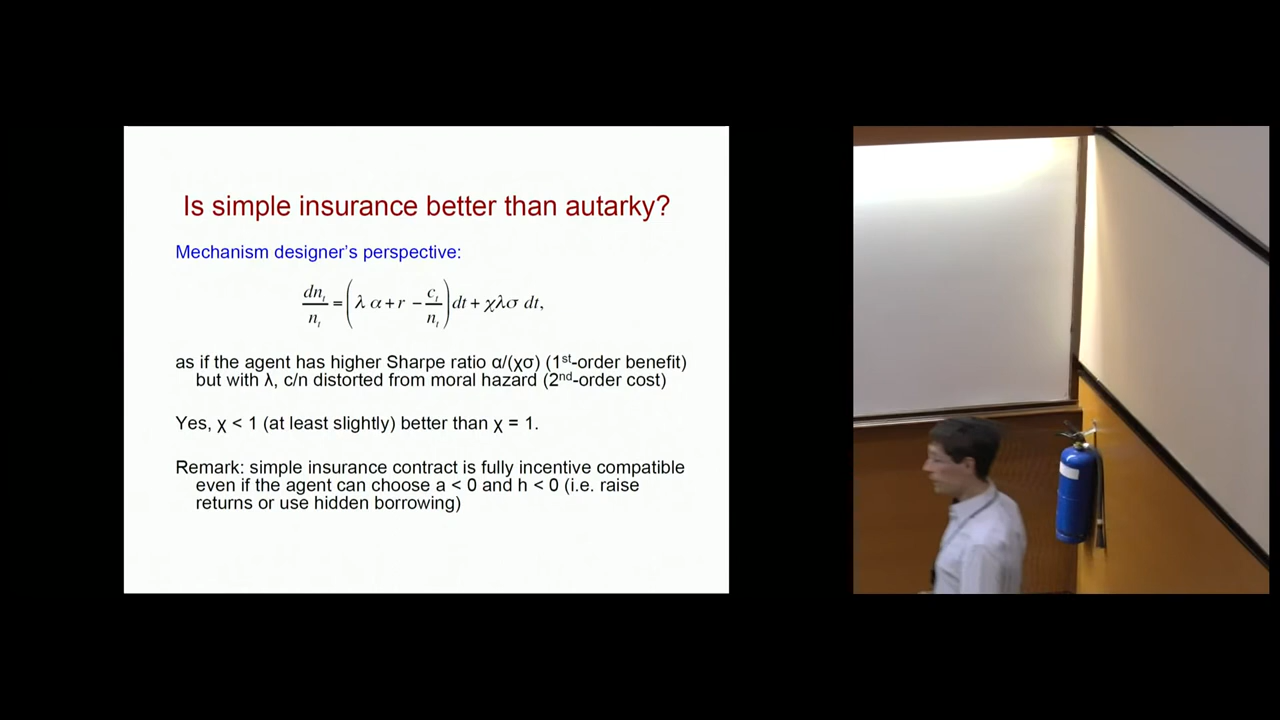 Is simple insurance better than autarky?
Mechanism designer's perspective:
dn_t/n_t = (λ α + r − c_t/n_t) dt + χλσ dt,
as if the agent has higher Sharpe ratio α/(χσ) (1st-order benefit)
but with λ, c/n distorted from moral hazard (2nd-order cost)
Yes, χ < 1 (at least slightly) better than χ = 1.
Remark: simple insurance contract is fully incentive compatible
even if the agent can choose a < 0 and h < 0 (i.e. raise
returns or use hidden borrowing)